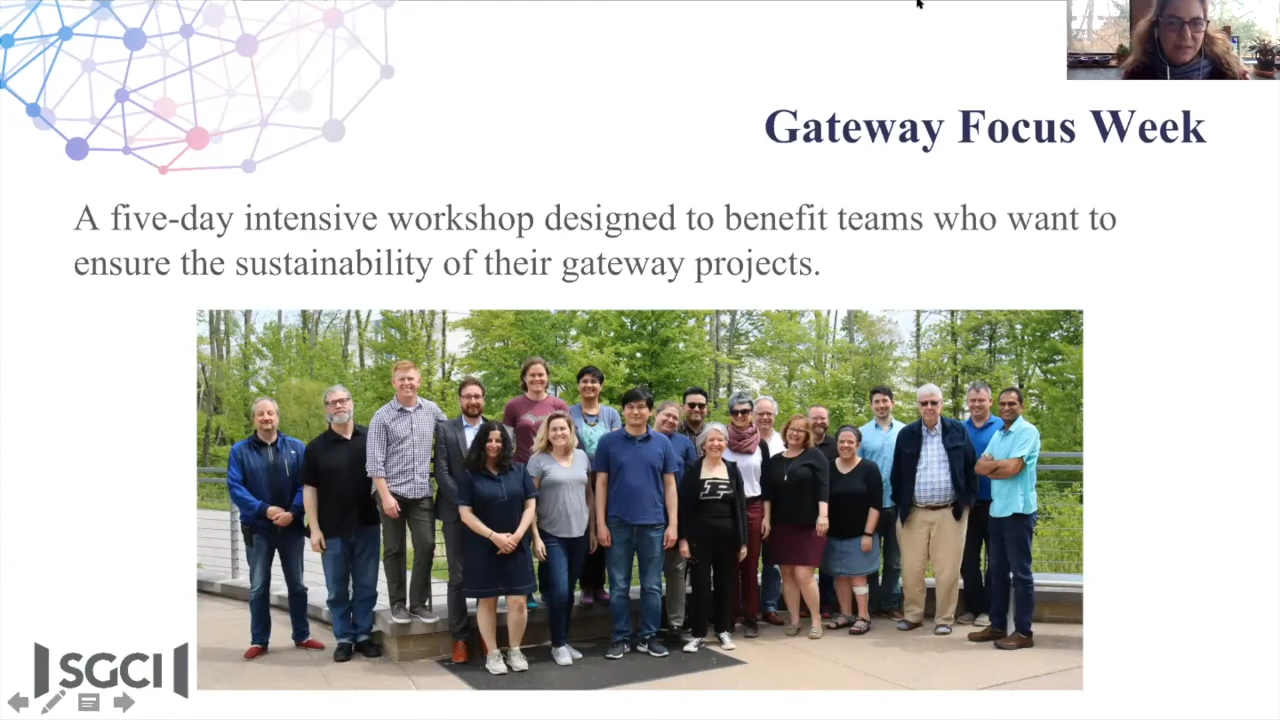 Gateway Focus Week
A five-day intensive workshop designed to benefit teams who want to
ensure the sustainability of their gateway projects.
SGCI